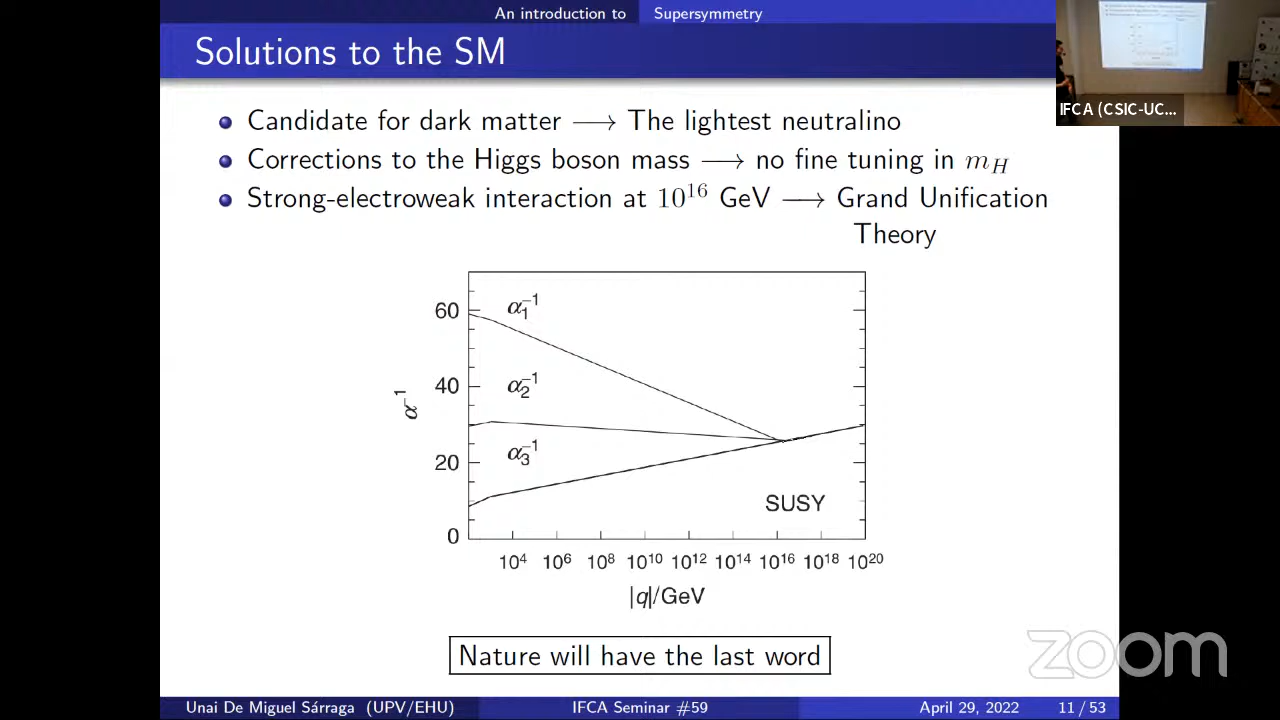 An introduction to Supersymmetry
Solutions to the SM
IFCA (CSIC-UC...
Candidate for dark matter ⟶ The lightest neutralino
Corrections to the Higgs boson mass ⟶ no fine tuning in m_H
Strong-electroweak interaction at 10^16 GeV ⟶ Grand Unification
Theory
60
40
20
0
α^-1
α_1^-1
α_2^-1
α_3^-1
SUSY
10^4 10^6 10^8 10^10 10^12 10^14 10^16 10^18 10^20
|q|/GeV
Nature will have the last word
zoom
Unai De Miguel Sárraga (UPV/EHU) IFCA Seminar #59 April 29, 2022 11 / 53